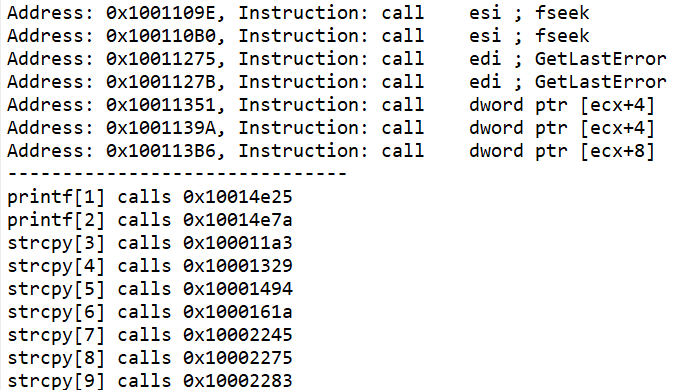 Address: 0x1001109E, Instruction: call    esi ; fseek
Address: 0x100110B0, Instruction: call    esi ; fseek
Address: 0x10011275, Instruction: call    edi ; GetLastError
Address: 0x1001127B, Instruction: call    edi ; GetLastError
Address: 0x10011351, Instruction: call    dword ptr [ecx+4]
Address: 0x1001139A, Instruction: call    dword ptr [ecx+4]
Address: 0x100113B6, Instruction: call    dword ptr [ecx+8]
------------------------------
printf[1] calls 0x10014e25
printf[2] calls 0x10014e7a
strcpy[3] calls 0x100011a3
strcpy[4] calls 0x10001329
strcpy[5] calls 0x10001494
strcpy[6] calls 0x1000161a
strcpy[7] calls 0x10002245
strcpy[8] calls 0x10002275
strcpy[9] calls 0x10002283